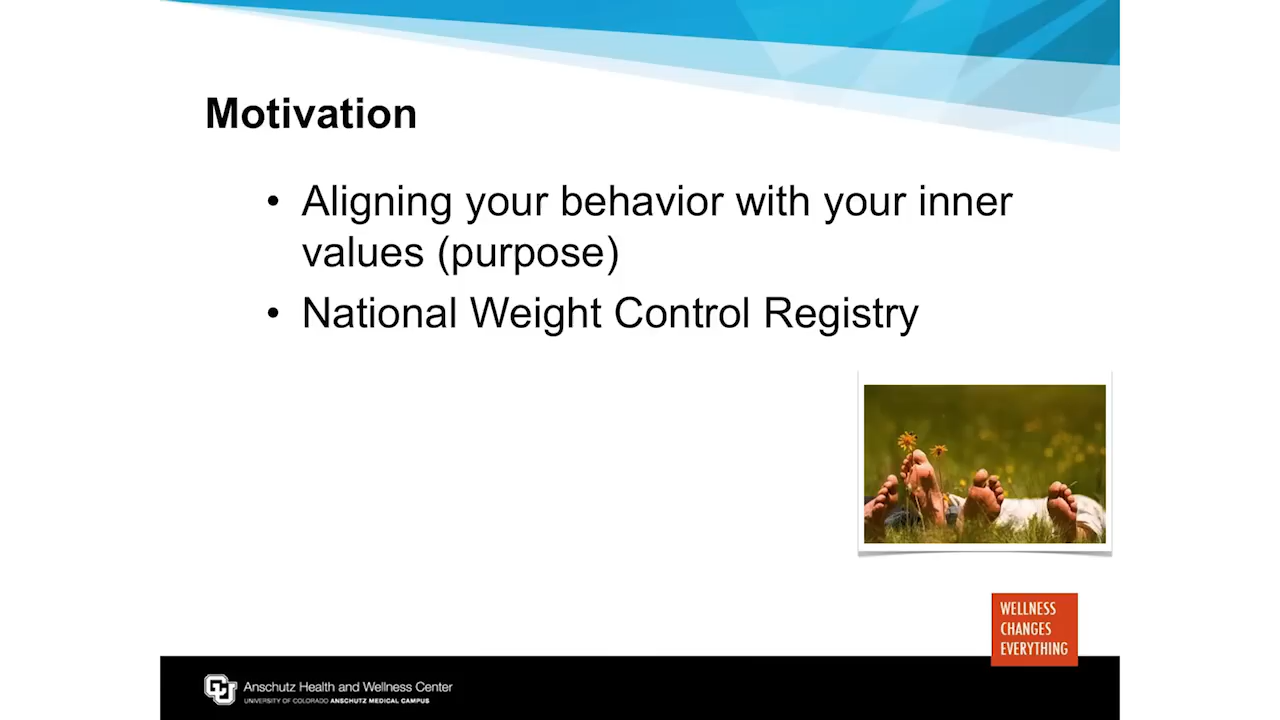 Motivation
• Aligning your behavior with your inner
values (purpose)
• National Weight Control Registry
WELLNESS
CHANGES
EVERYTHING
CU
Anschutz Health and Wellness Center
UNIVERSITY OF COLORADO ANSCHUTZ MEDICAL CAMPUS